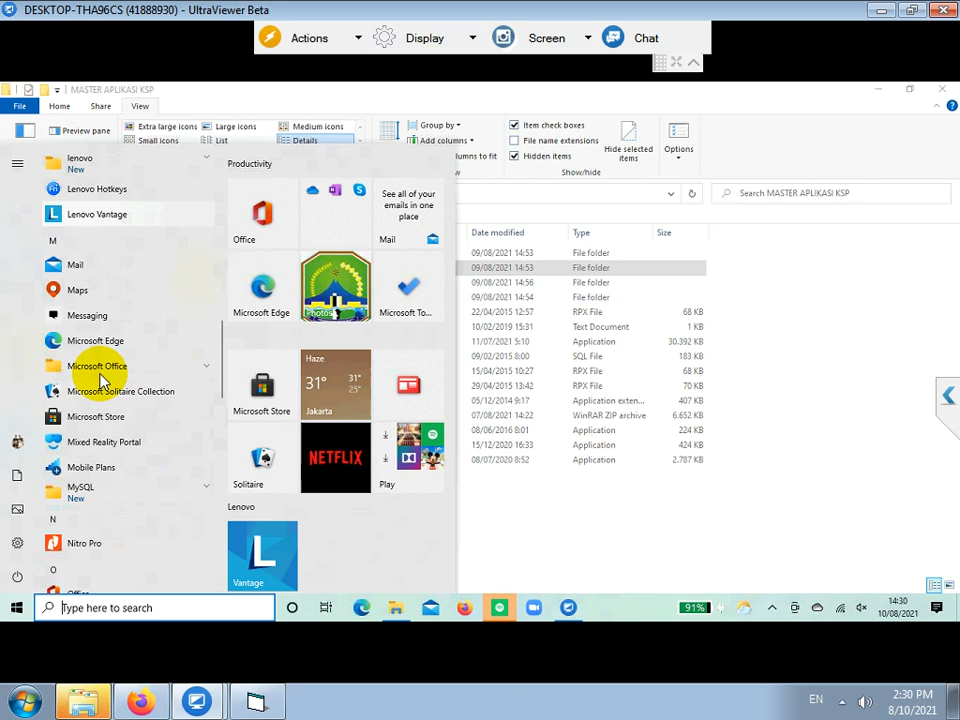 DESKTOP-THA96CS (41888930) - UltraViewer Beta
Actions
Display
Screen
Chat
MASTER APLIKASI KSP
File
Home
Share
View
Preview pane
Extra large icons
Large icons
Medium icons
Small icons
List
Details
Group by
Add columns
Item check boxes
File name extensions
Hidden items
Hide selected items
Options
Show/hide
Search MASTER APLIKASI KSP
Date modified
Type
Size
09/08/2021 14:53 File folder
09/08/2021 14:53 File folder
09/08/2021 14:56 File folder
09/08/2021 14:54 File folder
22/04/2015 12:57 RPX File 68 KB
10/02/2019 15:31 Text Document 1 KB
11/07/2021 5:10 Application 30.392 KB
09/02/2015 8:00 SQL File 183 KB
15/04/2015 10:27 RPX File 68 KB
29/04/2015 13:42 RPX File 70 KB
05/12/2014 9:17 Application exten... 407 KB
07/08/2021 14:22 WinRAR ZIP archive 6.652 KB
08/06/2016 8:01 Application 224 KB
15/12/2020 16:33 Application 424 KB
08/07/2020 8:52 Application 2.787 KB
lenovo
New
Lenovo Hotkeys
Lenovo Vantage
M
Mail
Maps
Messaging
Microsoft Edge
Microsoft Office
Microsoft Solitaire Collection
Microsoft Store
Mixed Reality Portal
Mobile Plans
MySQL
New
N
Nitro Pro
O
Productivity
Office
See all of your
emails in one
place
Mail
Microsoft Edge
Photos
Microsoft To...
Microsoft Store
Haze
31°
31°
25°
Jakarta
Solitaire
NETFLIX
Play
Lenovo
L
Vantage
Type here to search
91%
14:30
10/08/2021
EN
2:30 PM
8/10/2021